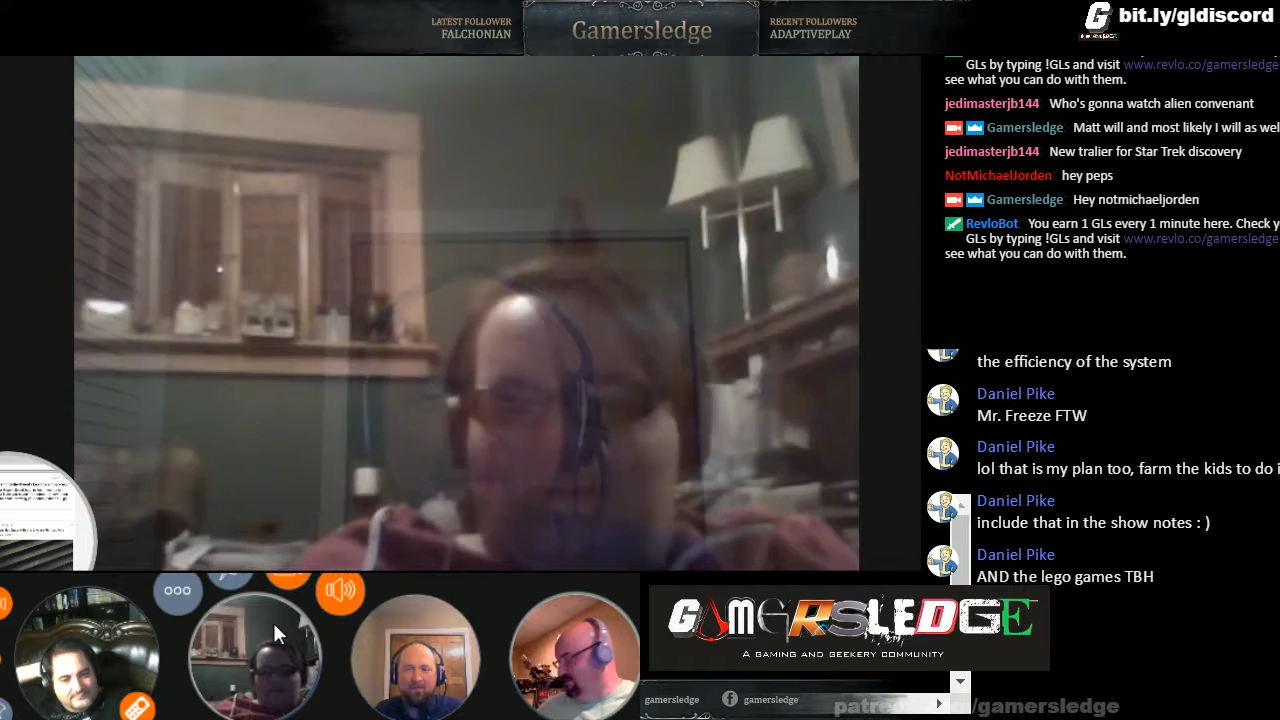 LATEST FOLLOWER
FALCHONIAN
Gamersledge
RECENT FOLLOWERS
ADAPTIVEPLAY
bit.ly/gldiscord
GLs by typing !GLs and visit www.revlo.co/gamersledge
see what you can do with them.
jedimasterjb144 Who's gonna watch alien convenant
Gamersledge: Matt will and most likely I will as wel
jedimasterjb144 New tralier for Star Trek discovery
NotMichaelJorden: hey peps
Gamersledge: Hey notmichaeljorden
RevloBot: You earn 1 GLs every 1 minute here. Check y
GLs by typing !GLs and visit www.revlo.co/gamersledge
see what you can do with them.
the efficiency of the system
Daniel Pike
Mr. Freeze FTW
Daniel Pike
lol that is my plan too, farm the kids to do i
Daniel Pike
include that in the show notes : )
Daniel Pike
AND the lego games TBH
GAMERSLEDGE
A GAMING AND GEEKERY COMMUNITY
gamersledge
gamersledge